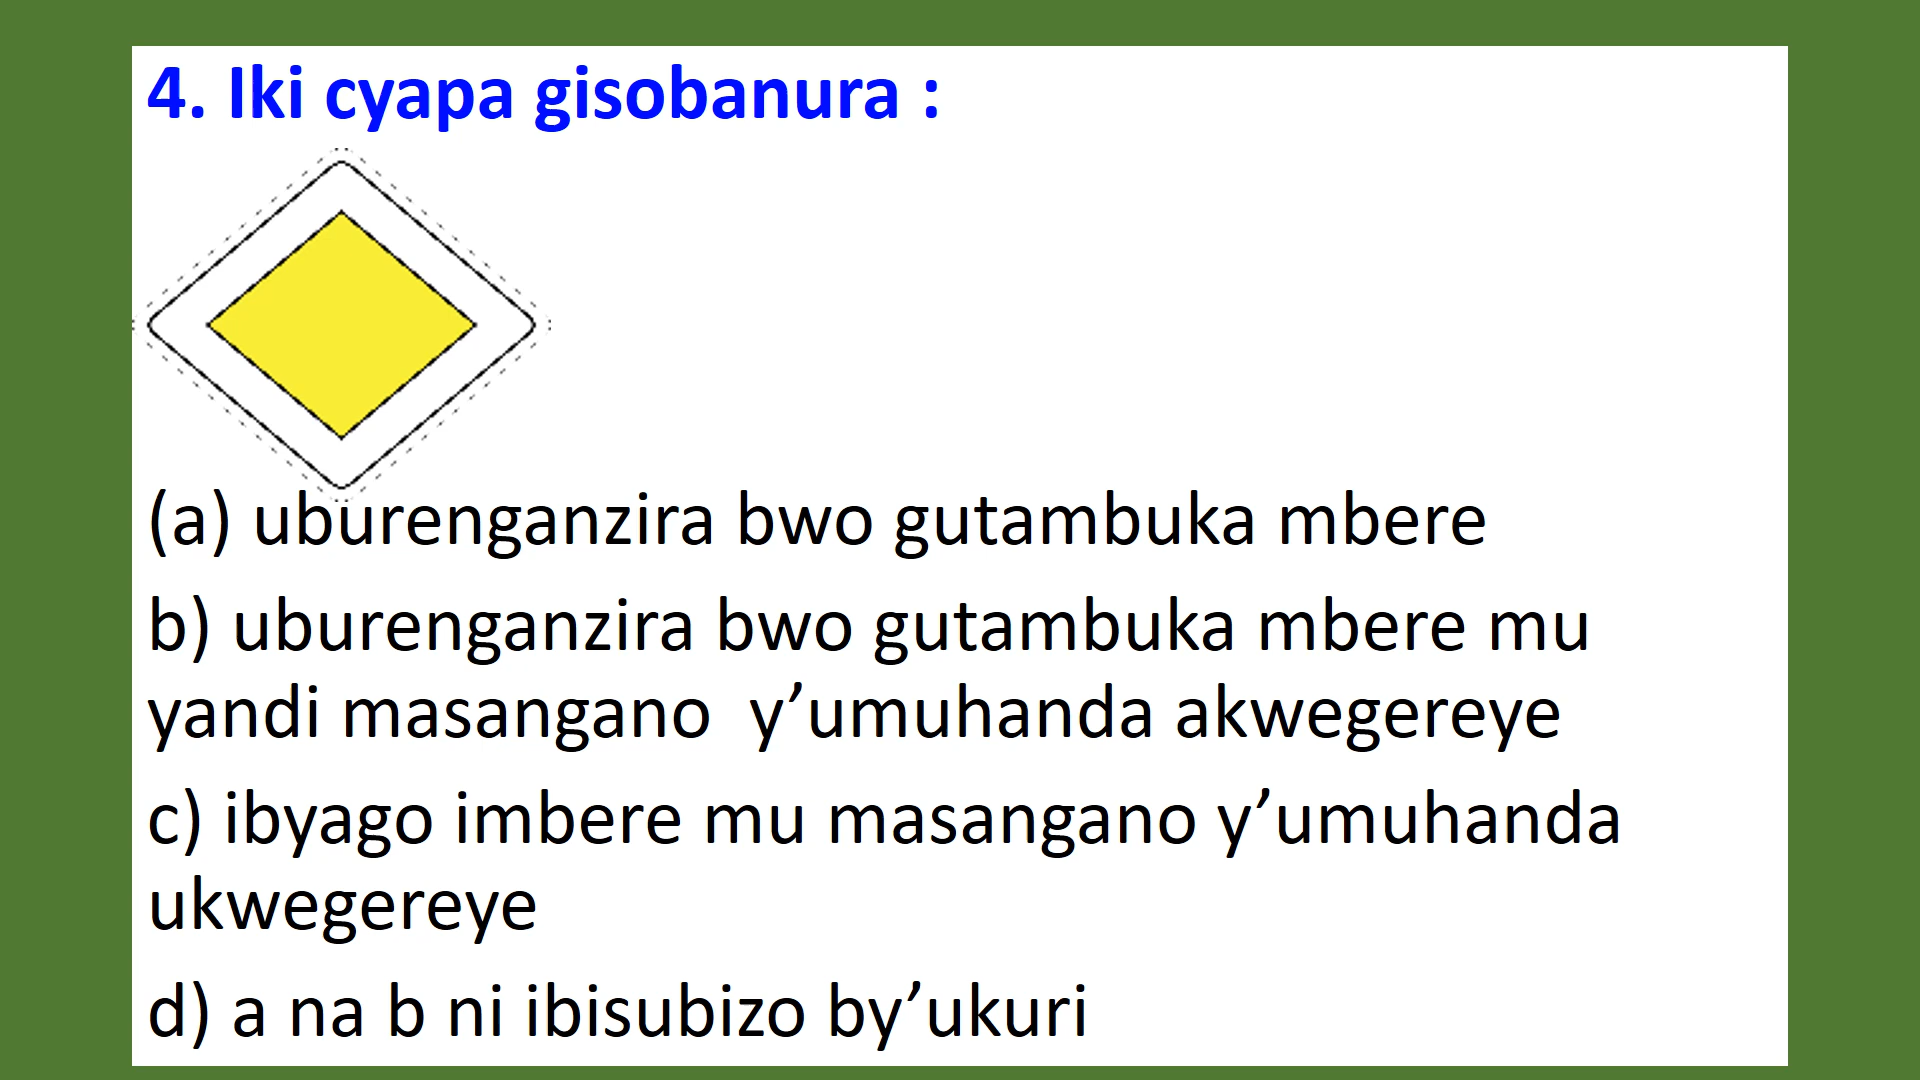 4. Iki cyapa gisobanura :
(a) uburenganzira bwo gutambuka mbere
b) uburenganzira bwo gutambuka mbere mu
yandi masangano  y’umuhanda akwegereye
c) ibyago imbere mu masangano y’umuhanda
ukwegereye
d) a na b ni ibisubizo by’ukuri